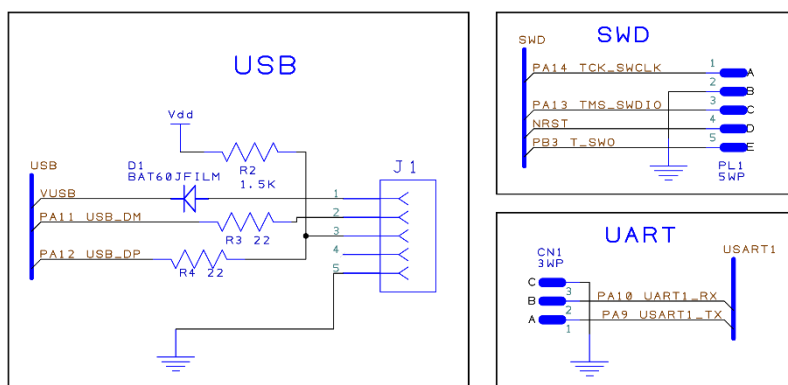 USB
Vdd
R2
1.5K
J1
USB
D1
BAT60JFILM
VUSB
1
PA11 USB_DM
2
R3 22
3
PA12 USB_DP
4
R4 22
5
SWD
SWD
PA14 TCK_SWCLK
1
A
2
B
PA13 TMS_SWDIO
3
C
NRST
4
D
PB3 T_SWO
5
E
PL1
5WP
UART
CN1
3WP
USART1
C
3
B
PA10 UART1_RX
2
A
PA9 USART1_TX
1